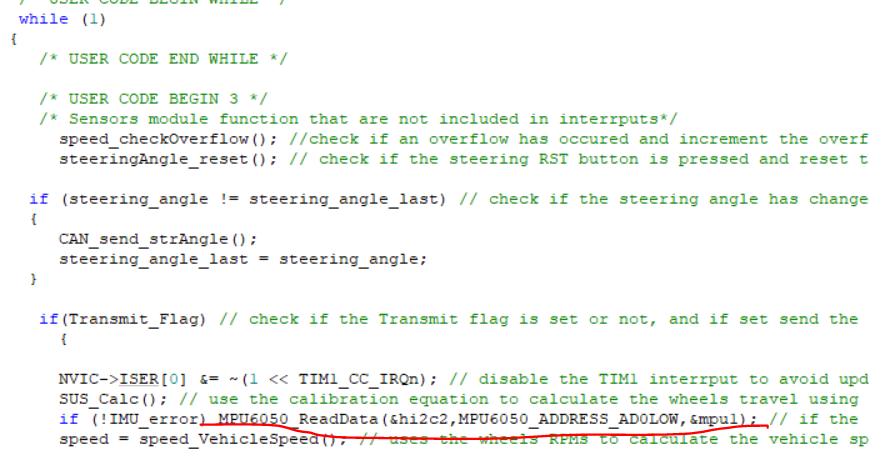 /* USER CODE BEGIN WHILE */
while (1)
{
/* USER CODE END WHILE */
/* USER CODE BEGIN 3 */
/* Sensors module function that are not included in interrputs*/
speed_checkOverflow(); //check if an overflow has occured and increment the overf
steeringAngle_reset(); // check if the steering RST button is pressed and reset t
if (steering_angle != steering_angle_last) // check if the steering angle has change
{
CAN_send_strAngle();
steering_angle_last = steering_angle;
}
if(Transmit_Flag) // check if the Transmit flag is set or not, and if set send the
{
NVIC->ISER[0] &= ~(1 << TIM1_CC_IRQn); // disable the TIM1 interrput to avoid upd
SUS_Calc(); // use the calibration equation to calculate the wheels travel using
if (!IMU_error) MPU6050_ReadData(&hi2c2,MPU6050_ADDRESS_AD0LOW,&mpu1); // if the
speed = speed_VehicleSpeed(); // uses the wheels RPMs to calculate the vehicle sp